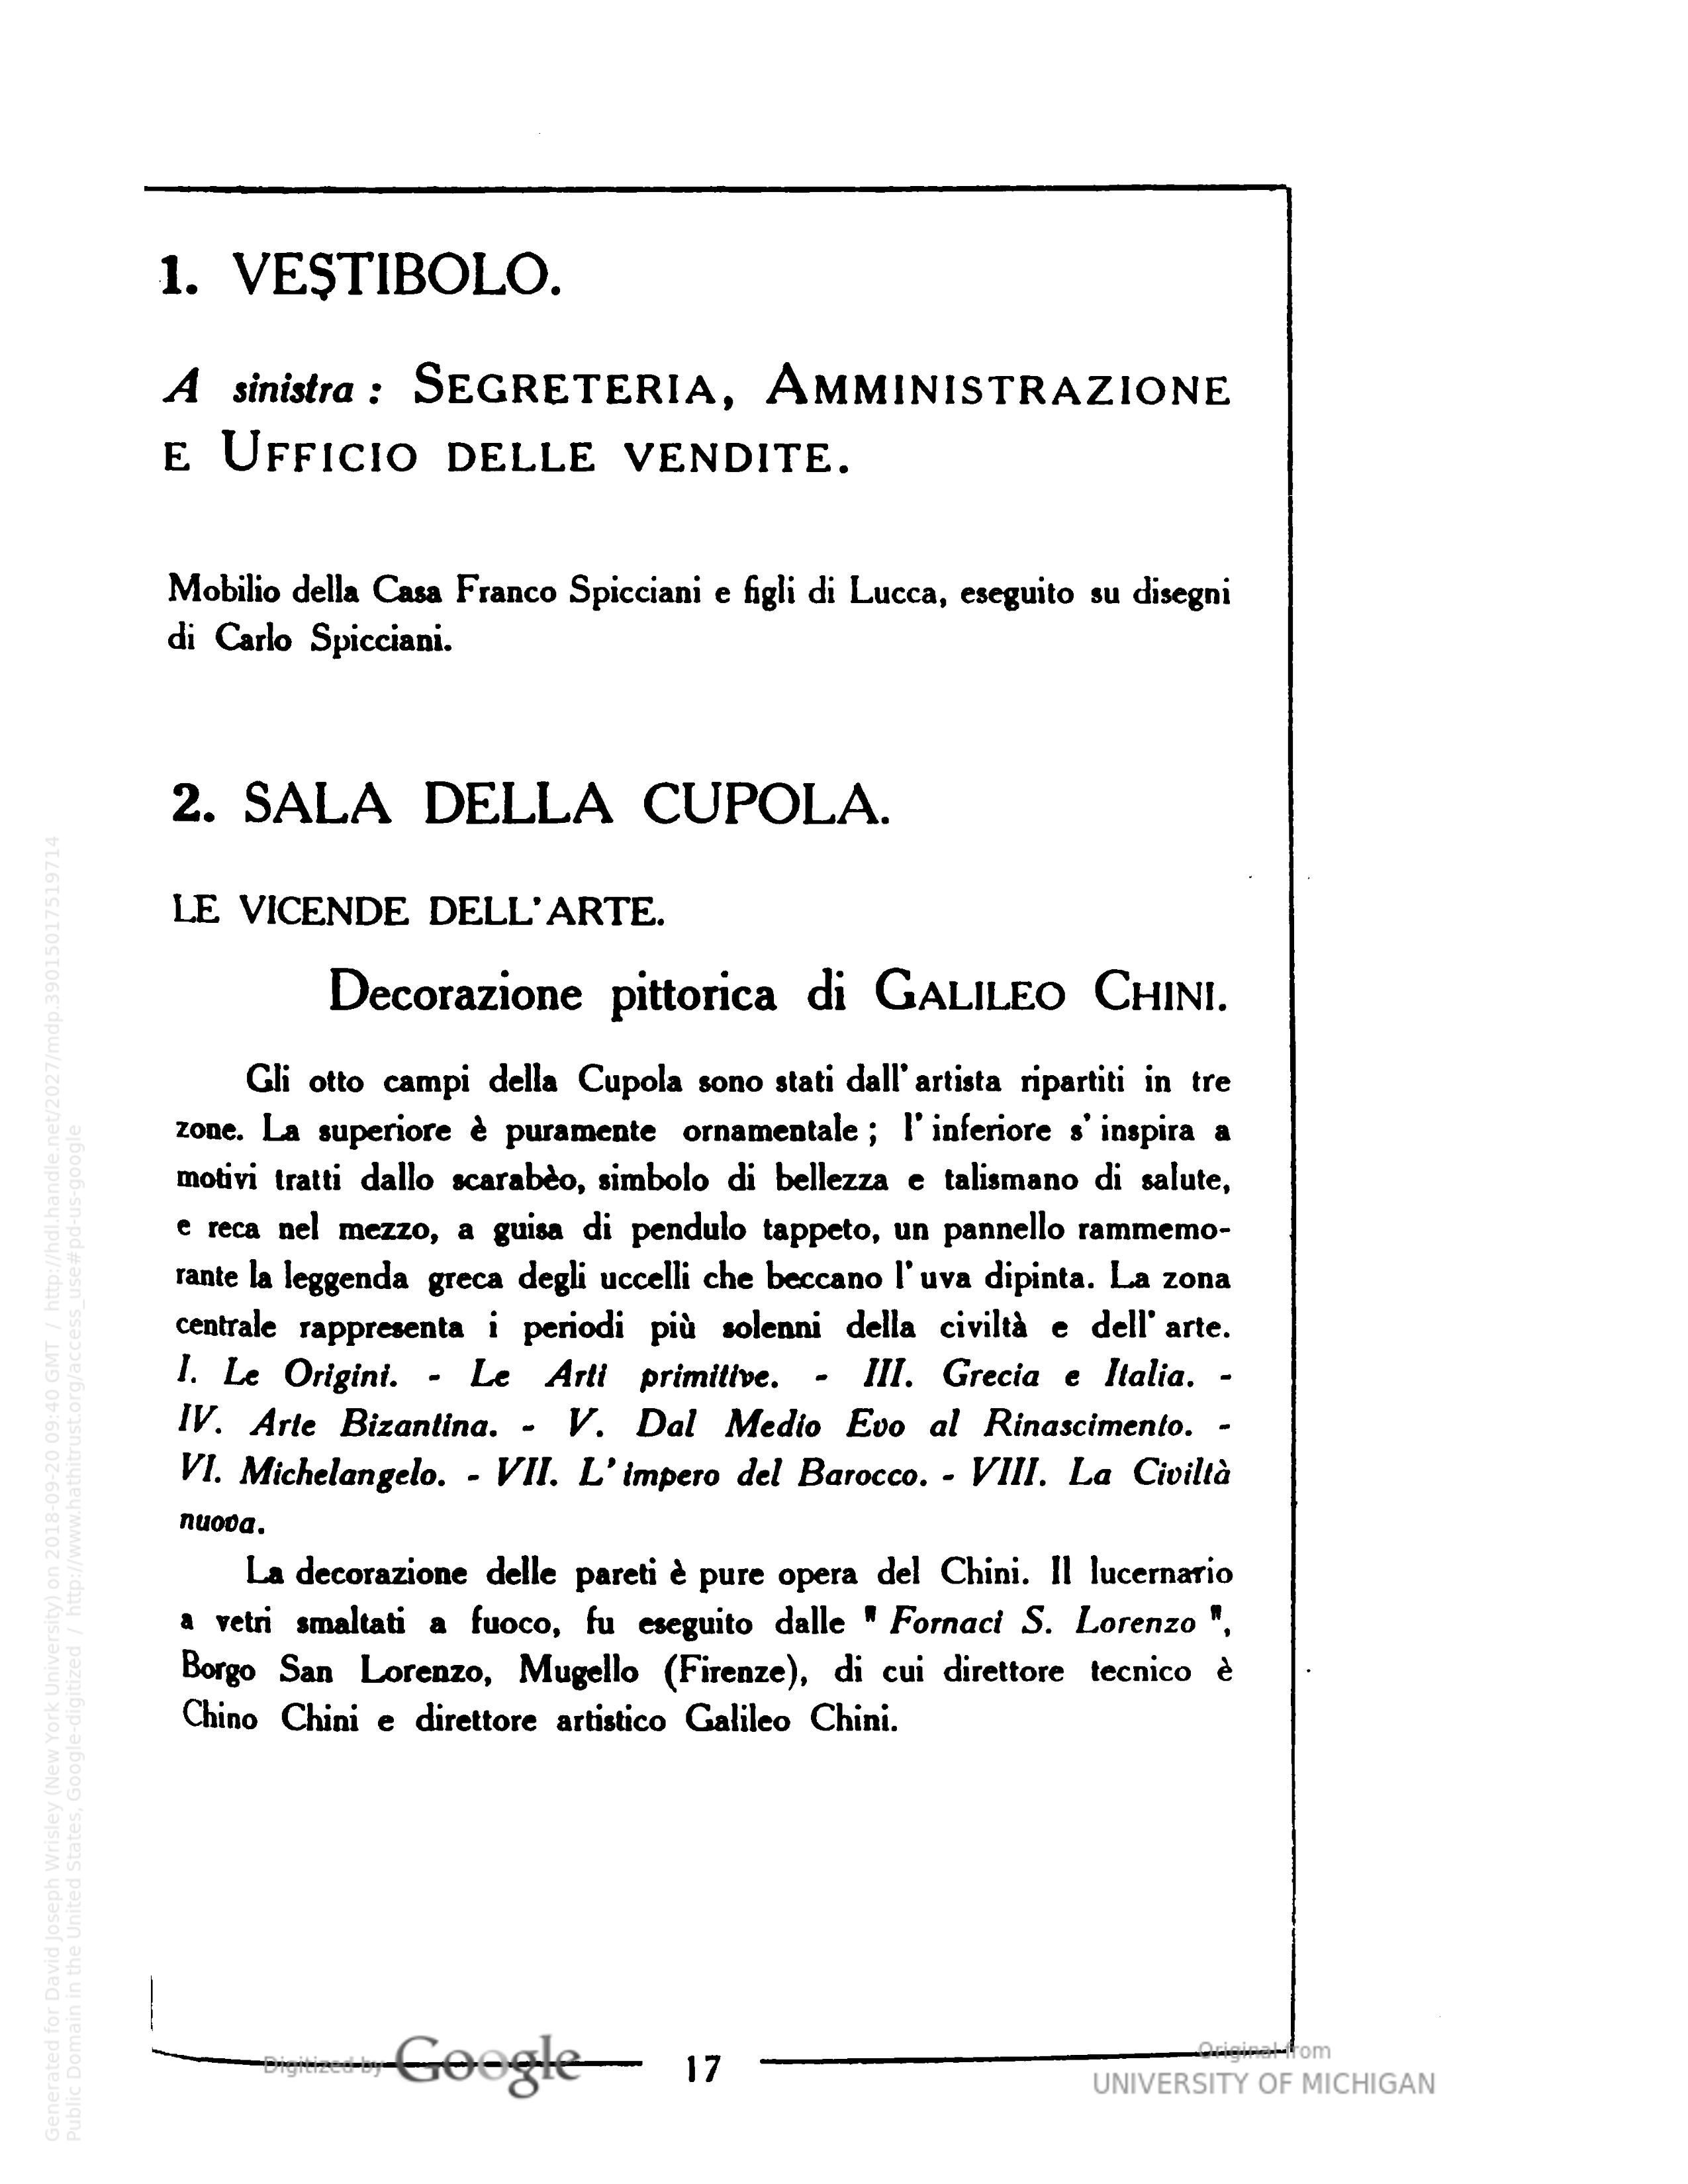 1. VESTIBOLO.
A sinistra : SEGRETERIA, AMMINISTRAZIONE
E UFFICIO DELLE VENDITE.
Mobilio della Casa Franco Spicciani e figli di Lucca, eseguito su disegni
di Carlo Spicciani.
2. SALA DELLA CUPOLA.
LE VICENDE DELL' ARTE.
Decorazione pittorica di GALILEO CHINI.
Gli otto campi della Cupola sono stati dall' artista ripartiti in tre
zone. La superiore è puramente ornamentale ; l' inferiore s' inspira a
motivi tratti dallo scarabèo, simbolo di bellezza e talismano di salute,
e reca nel mezzo, a guisa di pendulo tappeto, un pannello rammemo-
rante la leggenda greca degli uccelli che beccano l' uva dipinta. La zona
centrale rappresenta i periodi più solenni della civiltà e dell' arte.
I. Le Origini. - Le Arti primitive. - III. Grecia e Italia. -
IV. Arte Bizantina. - V. Dal Medio Evo al Rinascimento. -
VI. Michelangelo. - VII. L' impero del Barocco. - VIII. La Civiltà
nuova.
La decorazione delle pareti è pure opera del Chini. Il lucernario
a vetri smaltati a fuoco, fu eseguito dalle " Fornaci S. Lorenzo ",
Borgo San Lorenzo, Mugello (Firenze), di cui direttore tecnico è
Chino Chini e direttore artistico Galileo Chini.
17
Digitized by Google
Original from
UNIVERSITY OF MICHIGAN
Generated for David Joseph Wrisley (New York University) on 2018-09-20 09:40 GMT / http://hdl.handle.net/2027/mdp.39015017519714
Public Domain in the United States, Google-digitized / http://www.hathitrust.org/access_use#pd-us-google